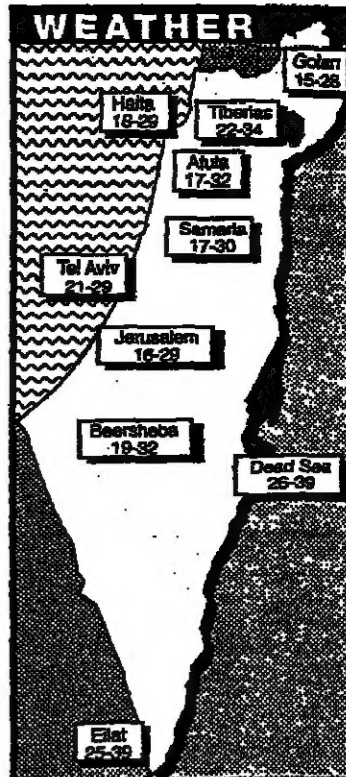 WEATHER
Golan
15-28
Haifa
18-29
Tiberias
22-34
Afula
17-32
Samaria
17-30
Tel Aviv
21-29
Jerusalem
16-29
Beersheba
19-32
Dead Sea
26-39
Eilat
25-39